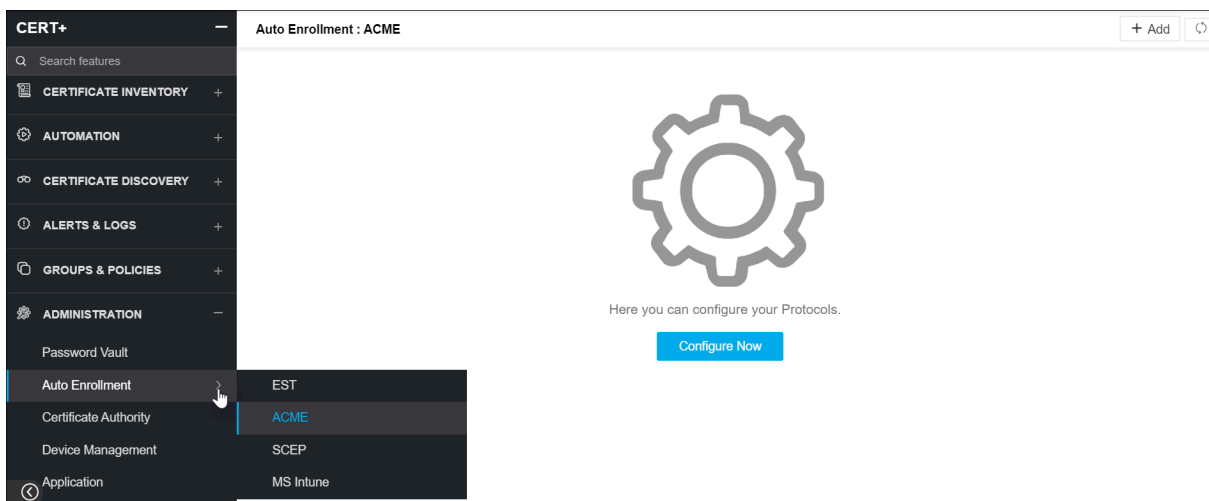 CERT+
Auto Enrollment : ACME
+ Add
Search features
CERTIFICATE INVENTORY +
AUTOMATION +
CERTIFICATE DISCOVERY +
ALERTS & LOGS +
GROUPS & POLICIES +
ADMINISTRATION
Password Vault
Auto Enrollment
Certificate Authority
Device Management
Application
EST
ACME
SCEP
MS Intune
Here you can configure your Protocols.
Configure Now